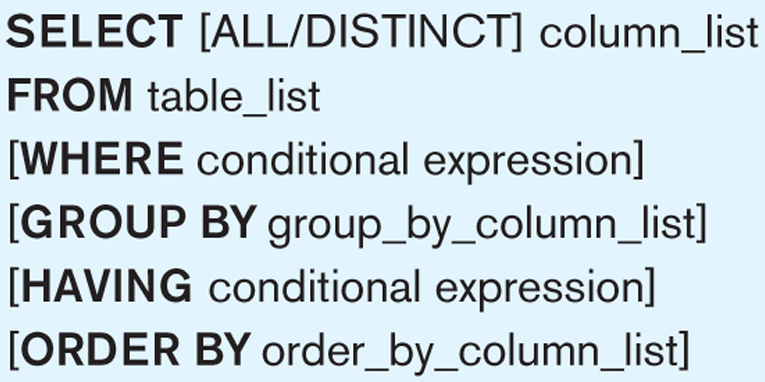 SELECT [ALL/DISTINCT] column_list
FROM table_list
[WHERE conditional expression]
[GROUP BY group_by_column_list]
[HAVING conditional expression]
[ORDER BY order_by_column_list]